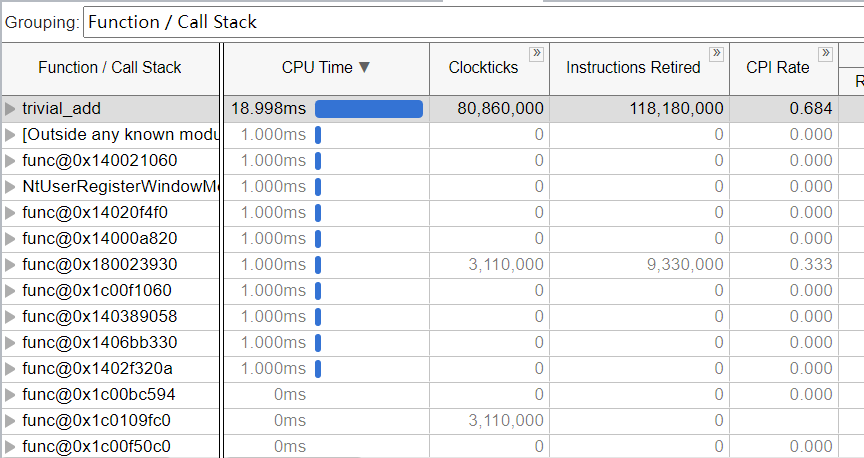 Grouping: Function / Call Stack
Function / Call Stack CPU Time ▼ Clockticks » Instructions Retired » CPI Rate » R
trivial_add 18.998ms 80,860,000 118,180,000 0.684
[Outside any known modu 1.000ms 0 0 0.000
func@0x140021060 1.000ms 0 0 0.000
NtUserRegisterWindowMe 1.000ms 0 0 0.000
func@0x14020f4f0 1.000ms 0 0 0.000
func@0x14000a820 1.000ms 0 0 0.000
func@0x180023930 1.000ms 3,110,000 9,330,000 0.333
func@0x1c00f1060 1.000ms 0 0 0.000
func@0x140389058 1.000ms 0 0 0.000
func@0x1406bb330 1.000ms 0 0 0.000
func@0x1402f320a 1.000ms 0 0 0.000
func@0x1c00bc594 0ms 0 0 0.000
func@0x1c0109fc0 0ms 3,110,000 0
func@0x1c00f50c0 0ms 0 0 0.000